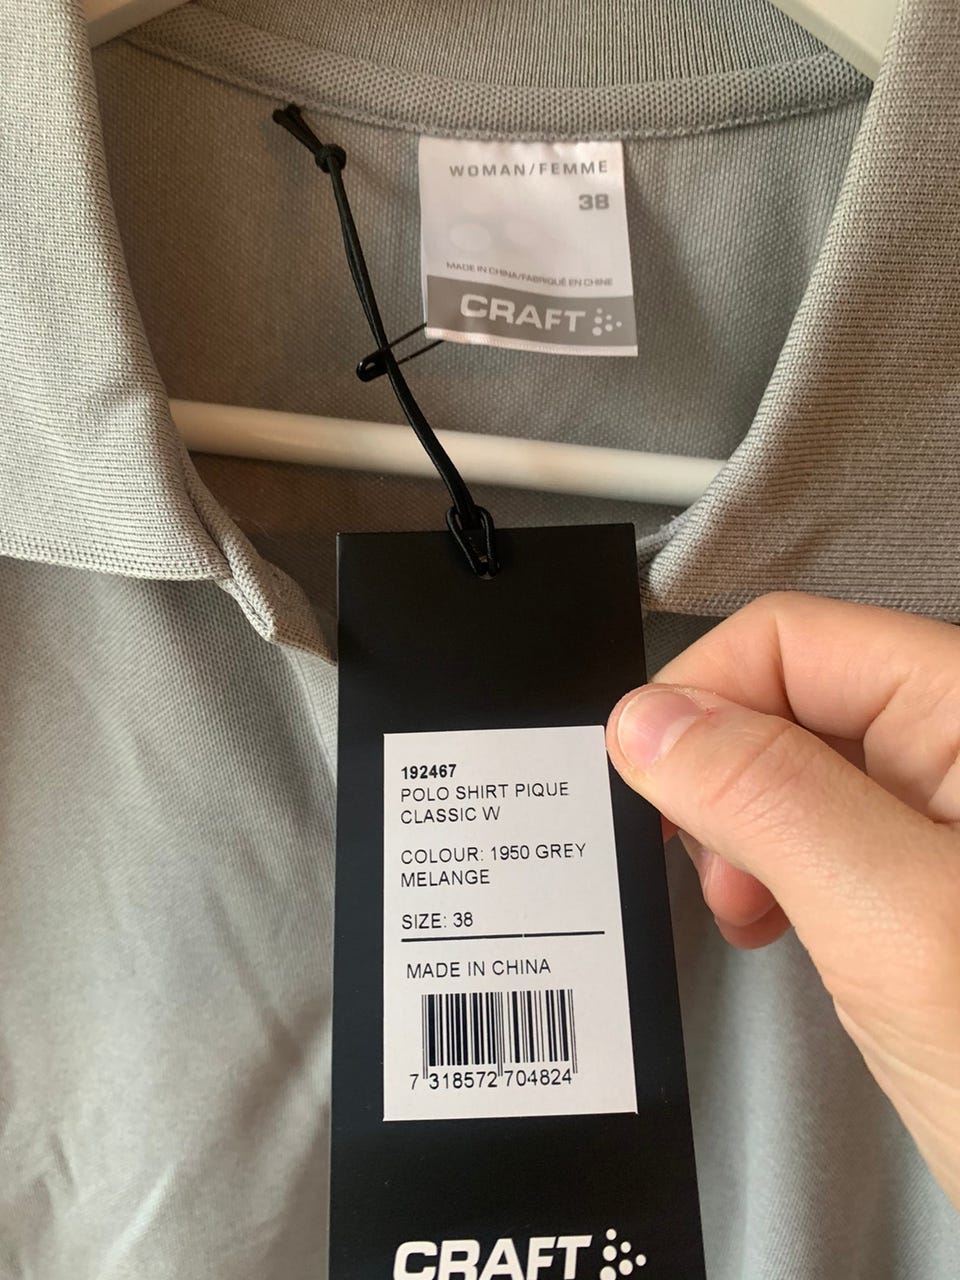 WOMAN/FEMME
38
MADE IN CHINA/FABRIQUÉ EN CHINE
CRAFT
192467
POLO SHIRT PIQUE
CLASSIC W
COLOUR: 1950 GREY
MELANGE
SIZE: 38
MADE IN CHINA
7 318572 704824
CRAFT